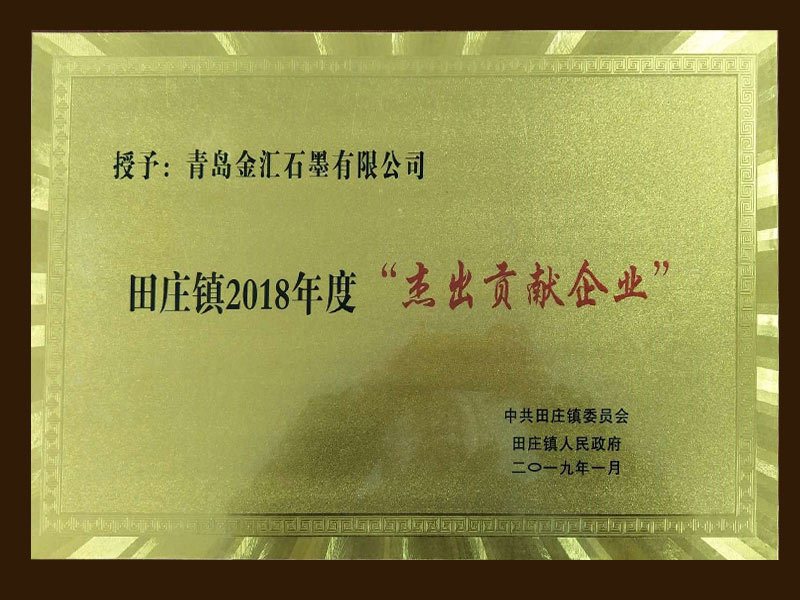 授予：青岛金汇石墨有限公司
田庄镇2018年度“杰出贡献企业”
中共田庄镇委员会
田庄镇人民政府
二〇一九年一月